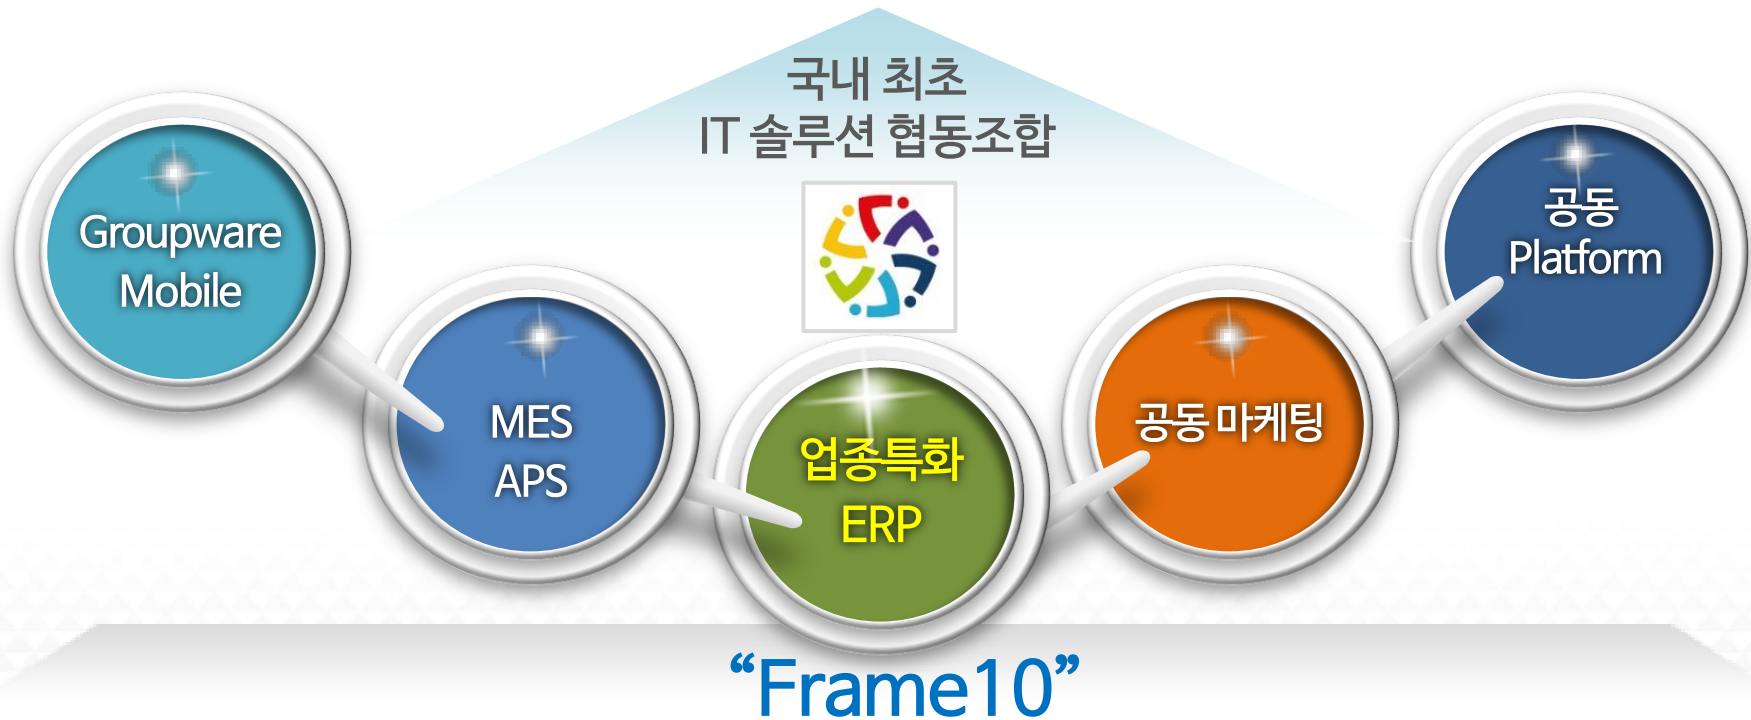 국내 최초
IT 솔루션 협동조합
Groupware
Mobile
MES
APS
업종특화
ERP
공동 마케팅
공동
Platform
“Frame10”